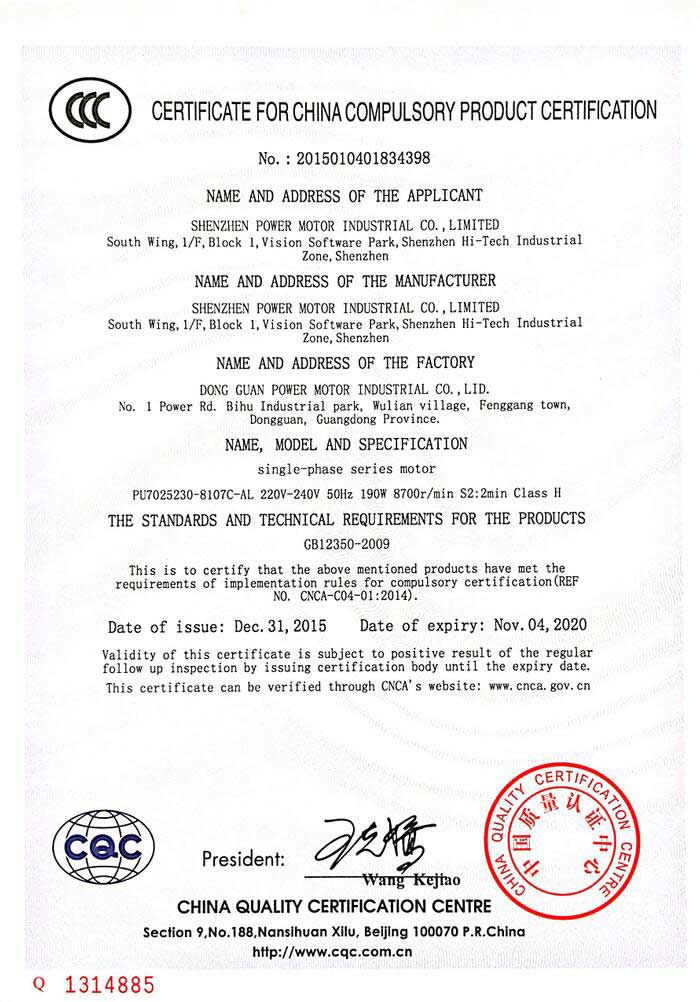 CCC
CERTIFICATE FOR CHINA COMPULSORY PRODUCT CERTIFICATION
No. : 2015010401834398
NAME AND ADDRESS OF THE APPLICANT
SHENZHEN POWER MOTOR INDUSTRIAL CO., LIMITED
South Wing, 1/F, Block 1, Vision Software Park, Shenzhen Hi-Tech Industrial
Zone, Shenzhen
NAME AND ADDRESS OF THE MANUFACTURER
SHENZHEN POWER MOTOR INDUSTRIAL CO., LIMITED
South Wing, 1/F, Block 1, Vision Software Park, Shenzhen Hi-Tech Industrial
Zone, Shenzhen
NAME AND ADDRESS OF THE FACTORY
DONG GUAN POWER MOTOR INDUSTRIAL CO., LID.
No. 1 Power Rd. Bihu Industrial park, Wulian village, Fenggang town,
Dongguan, Guangdong Province.
NAME, MODEL AND SPECIFICATION
single-phase series motor
PU7025230-8107C-AL 220V-240V 50Hz 190W 8700r/min S2:2min Class H
THE STANDARDS AND TECHNICAL REQUIREMENTS FOR THE PRODUCTS
GB12350-2009
This is to certify that the above mentioned products have met the
requirements of implementation rules for compulsory certification(REF
NO. CNCA-C04-01:2014).
Date of issue: Dec. 31, 2015 Date of expiry: Nov. 04, 2020
Validity of this certificate is subject to positive result of the regular
follow up inspection by issuing certification body until the expiry date.
This certificate can be verified through CNCA's website: www.cnca.gov.cn
CHINA QUALITY CERTIFICATION CENTRE
中国质量认证中心
CQC
President:
Wang Kejiao
CHINA QUALITY CERTIFICATION CENTRE
Section 9, No.188, Nansihuan Xilu, Beijing 100070 P.R.China
http://www.cqc.com.cn
Q 1314885